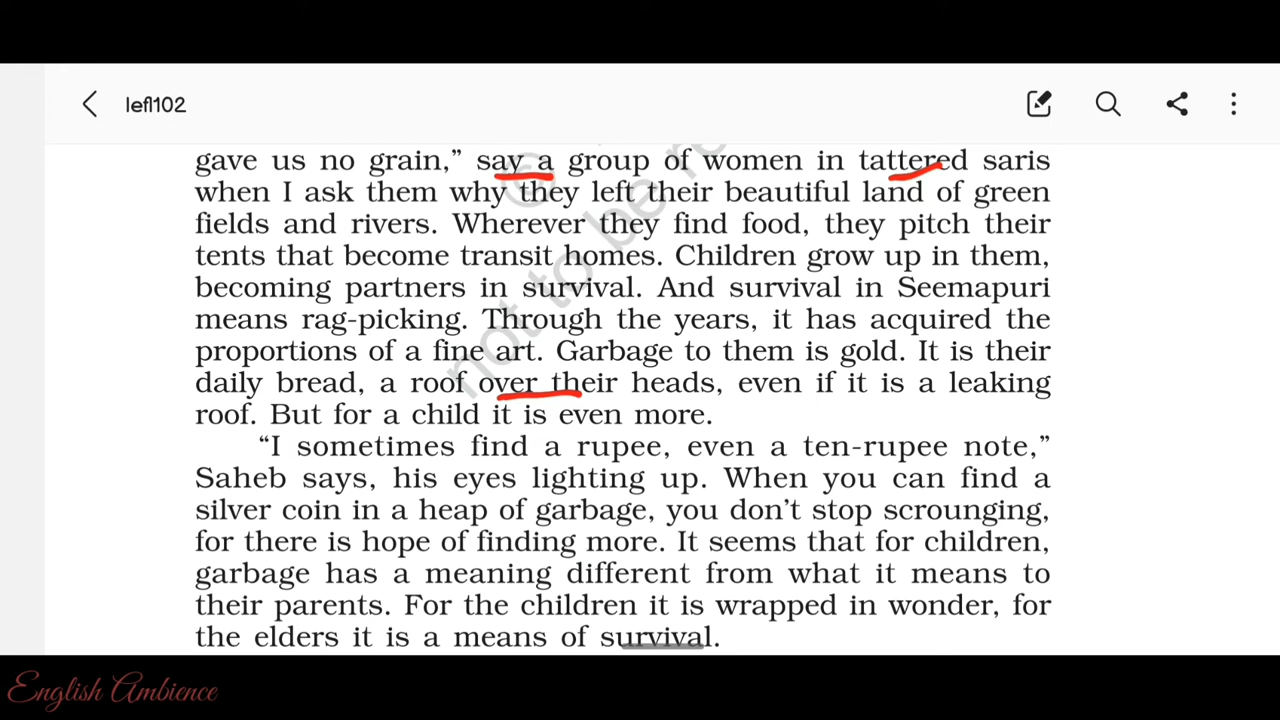 lefl102
gave us no grain,” say a group of women in tattered saris
when I ask them why they left their beautiful land of green
fields and rivers. Wherever they find food, they pitch their
tents that become transit homes. Children grow up in them,
becoming partners in survival. And survival in Seemapuri
means rag-picking. Through the years, it has acquired the
proportions of a fine art. Garbage to them is gold. It is their
daily bread, a roof over their heads, even if it is a leaking
roof. But for a child it is even more.
“I sometimes find a rupee, even a ten-rupee note,”
Saheb says, his eyes lighting up. When you can find a
silver coin in a heap of garbage, you don’t stop scrounging,
for there is hope of finding more. It seems that for children,
garbage has a meaning different from what it means to
their parents. For the children it is wrapped in wonder, for
the elders it is a means of survival.
©
not to be re
English Ambience